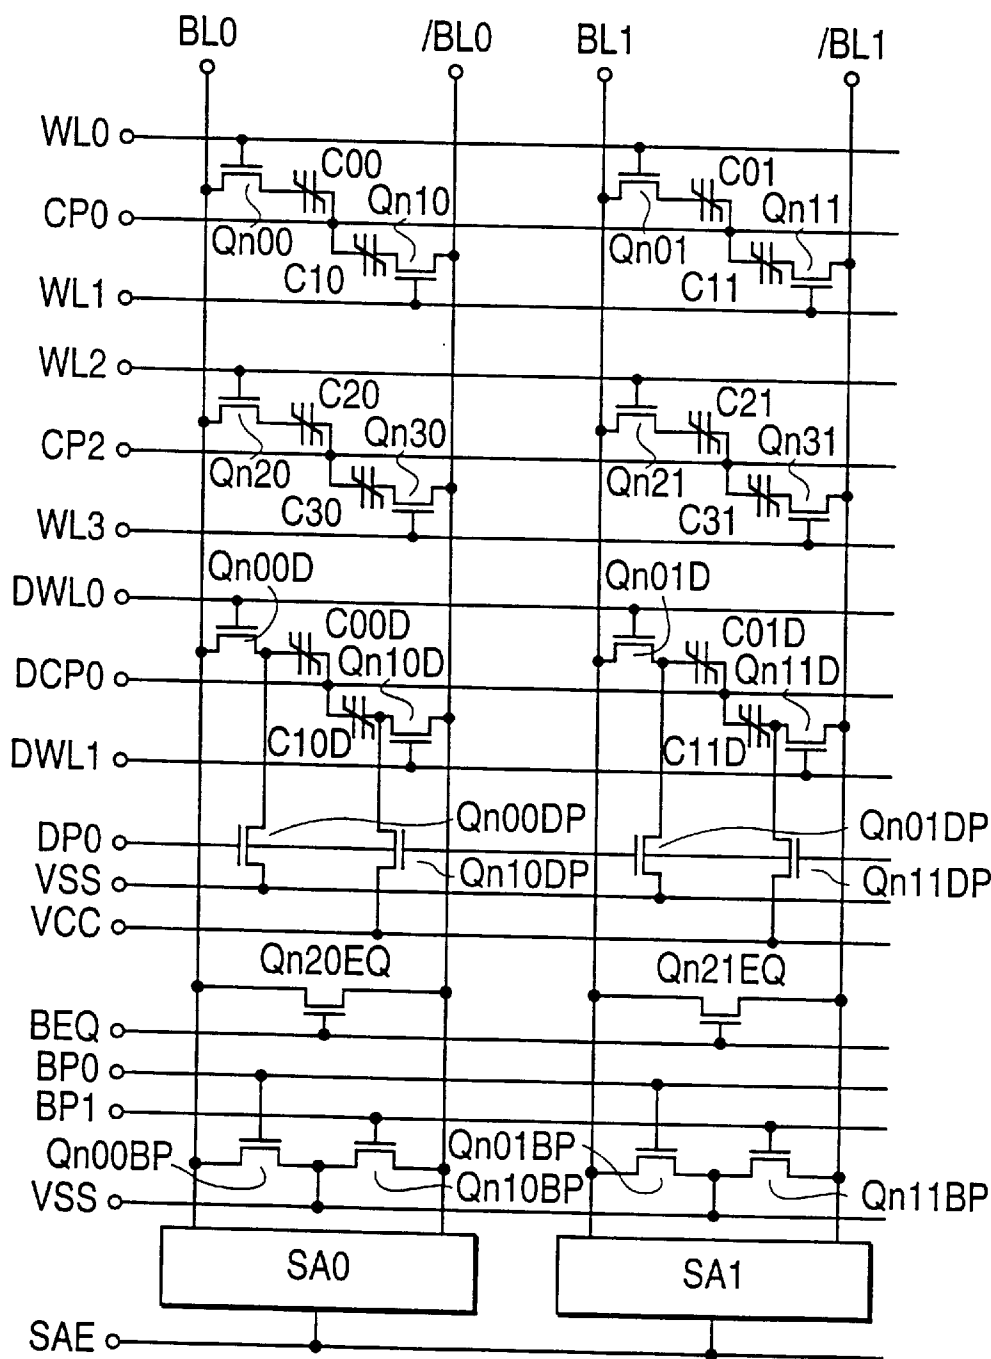 BL0
/BL0
BL1
/BL1
WL0
C00
C01
Qn10
Qn11
CP0
Qn00
Qn01
C10
C11
WL1
WL2
C20
C21
Qn30
Qn31
CP2
Qn20
Qn21
C30
C31
WL3
Qn00D
Qn01D
DWL0
C00D
C01D
Qn10D
Qn11D
DCP0
C10D
C11D
DWL1
Qn00DP
Qn01DP
DP0
Qn10DP
Qn11DP
VSS
VCC
Qn20EQ
Qn21EQ
BEQ
BP0
BP1
Qn00BP
Qn01BP
Qn10BP
Qn11BP
VSS
SA0
SA1
SAE